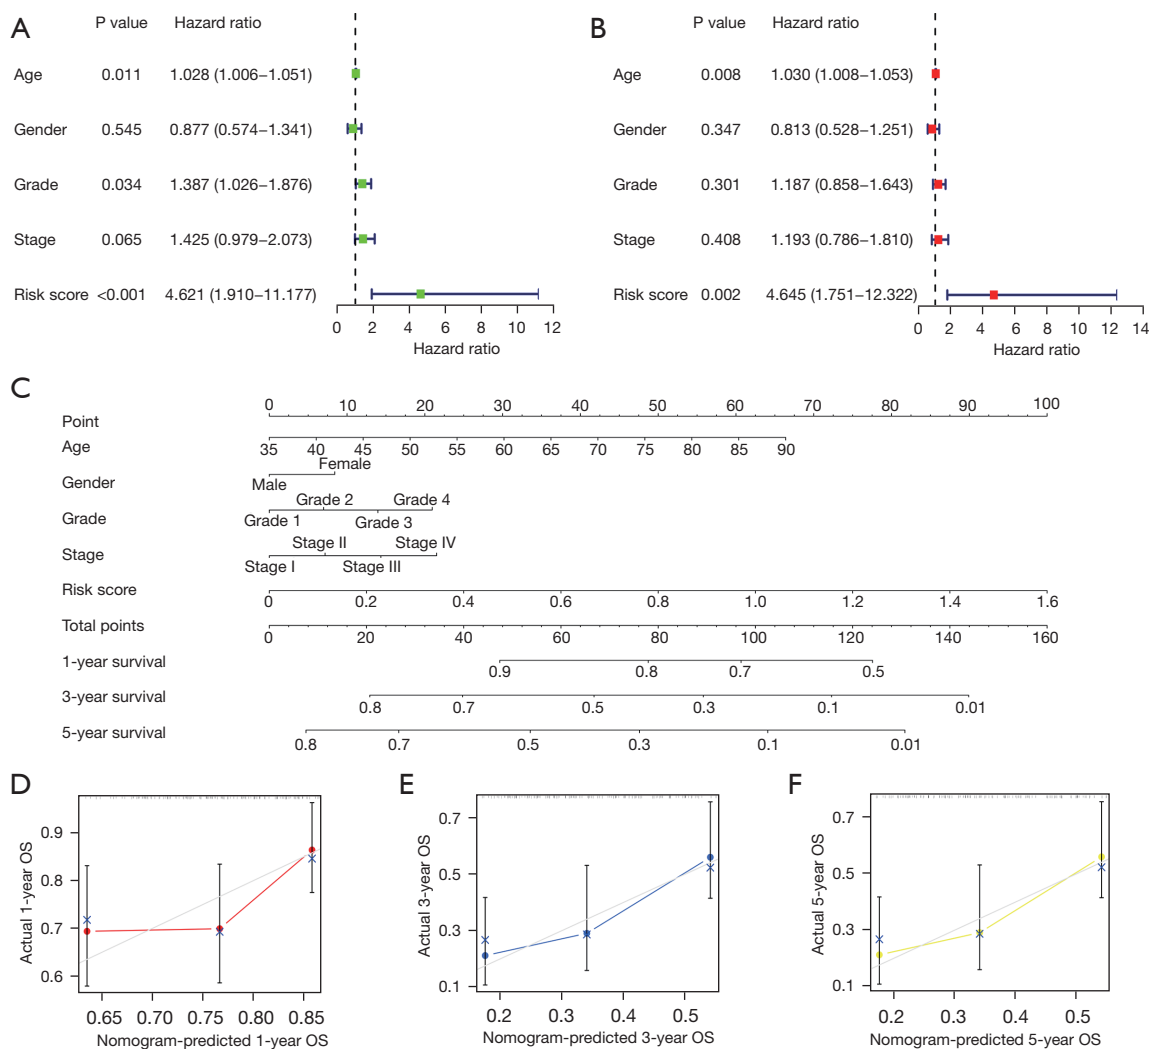 A
P value Hazard ratio
Age 0.011 1.028 (1.006–1.051)
Gender 0.545 0.877 (0.574–1.341)
Grade 0.034 1.387 (1.026–1.876)
Stage 0.065 1.425 (0.979–2.073)
Risk score <0.001 4.621 (1.910–11.177)
0 2 4 6 8 10 12
Hazard ratio
B
P value Hazard ratio
Age 0.008 1.030 (1.008–1.053)
Gender 0.347 0.813 (0.528–1.251)
Grade 0.301 1.187 (0.858–1.643)
Stage 0.408 1.193 (0.786–1.810)
Risk score 0.002 4.645 (1.751–12.322)
0 2 4 6 8 10 12 14
Hazard ratio
C
0 10 20 30 40 50 60 70 80 90 100
Point
Age
35 40 45 50 55 60 65 70 75 80 85 90
Female
Gender
Male
Grade 2 Grade 4
Grade
Grade 1 Grade 3
Stage II Stage IV
Stage
Stage I Stage III
Risk score
0 0.2 0.4 0.6 0.8 1.0 1.2 1.4 1.6
Total points
0 20 40 60 80 100 120 140 160
1-year survival
0.9 0.8 0.7 0.5
3-year survival
0.8 0.7 0.5 0.3 0.1 0.01
5-year survival
0.8 0.7 0.5 0.3 0.1 0.01
D
Actual 1-year OS
0.9
0.8
0.7
0.6
0.65 0.70 0.75 0.80 0.85
Nomogram-predicted 1-year OS
E
Actual 3-year OS
0.7
0.5
0.3
0.1
0.2 0.3 0.4 0.5
Nomogram-predicted 3-year OS
F
Actual 5-year OS
0.7
0.5
0.3
0.1
0.2 0.3 0.4 0.5
Nomogram-predicted 5-year OS